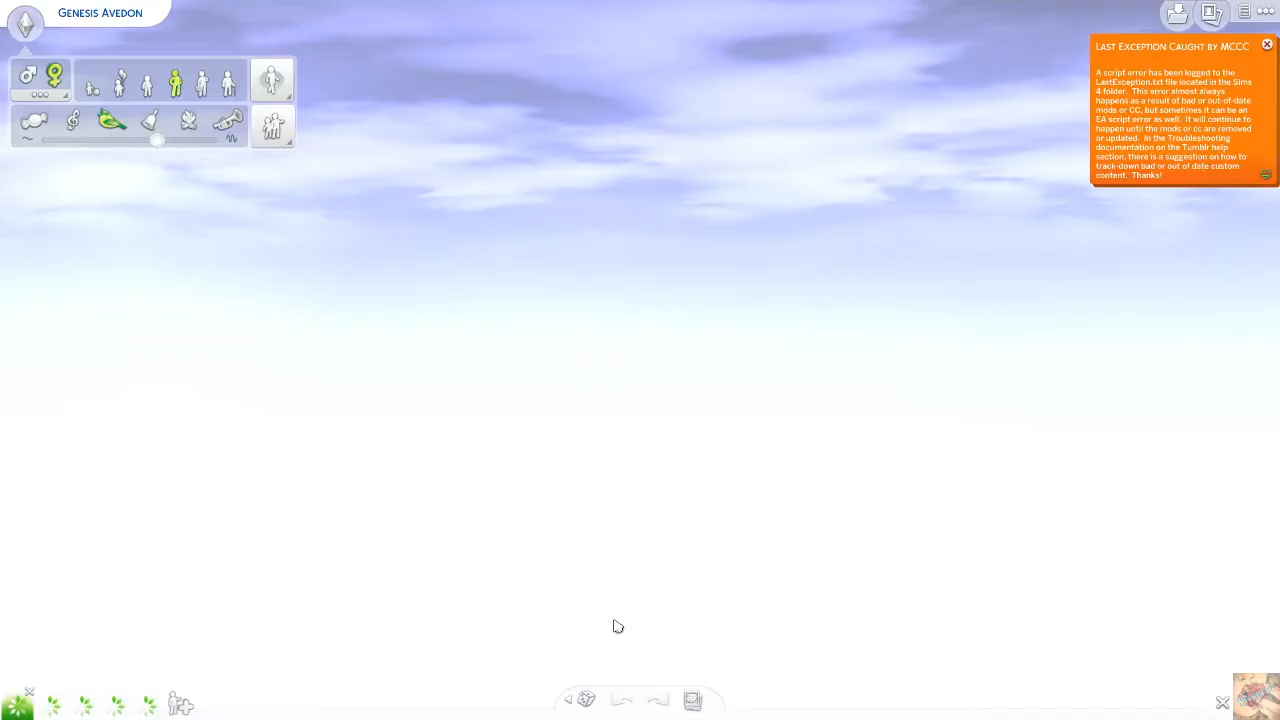 Genesis Avedon
Last Exception Caught by MCCC
A script error has been logged to the
LastException.txt file located in the Sims
4 folder. This error almost always
happens as a result of bad or out-of-date
mods or CC, but sometimes it can be an
EA script error as well. It will continue to
happen until the mods or cc are removed
or updated. In the Troubleshooting
documentation on the Tumblr help
section, there is a suggestion on how to
track-down bad or out of date custom
content. Thanks!